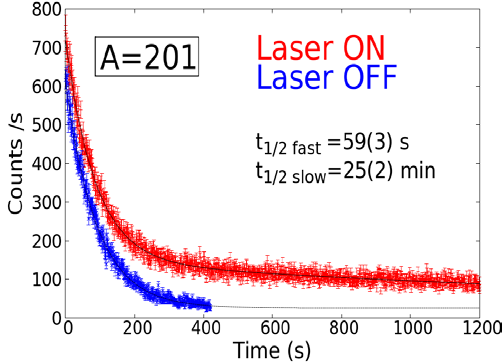 800
700
600
500
400
300
200
100
0
Counts /s
A=201
Laser ON
Laser OFF
t1/2 fast =59(3) s
t1/2 slow=25(2) min
0 200 400 600 800 1000 1200
Time (s)